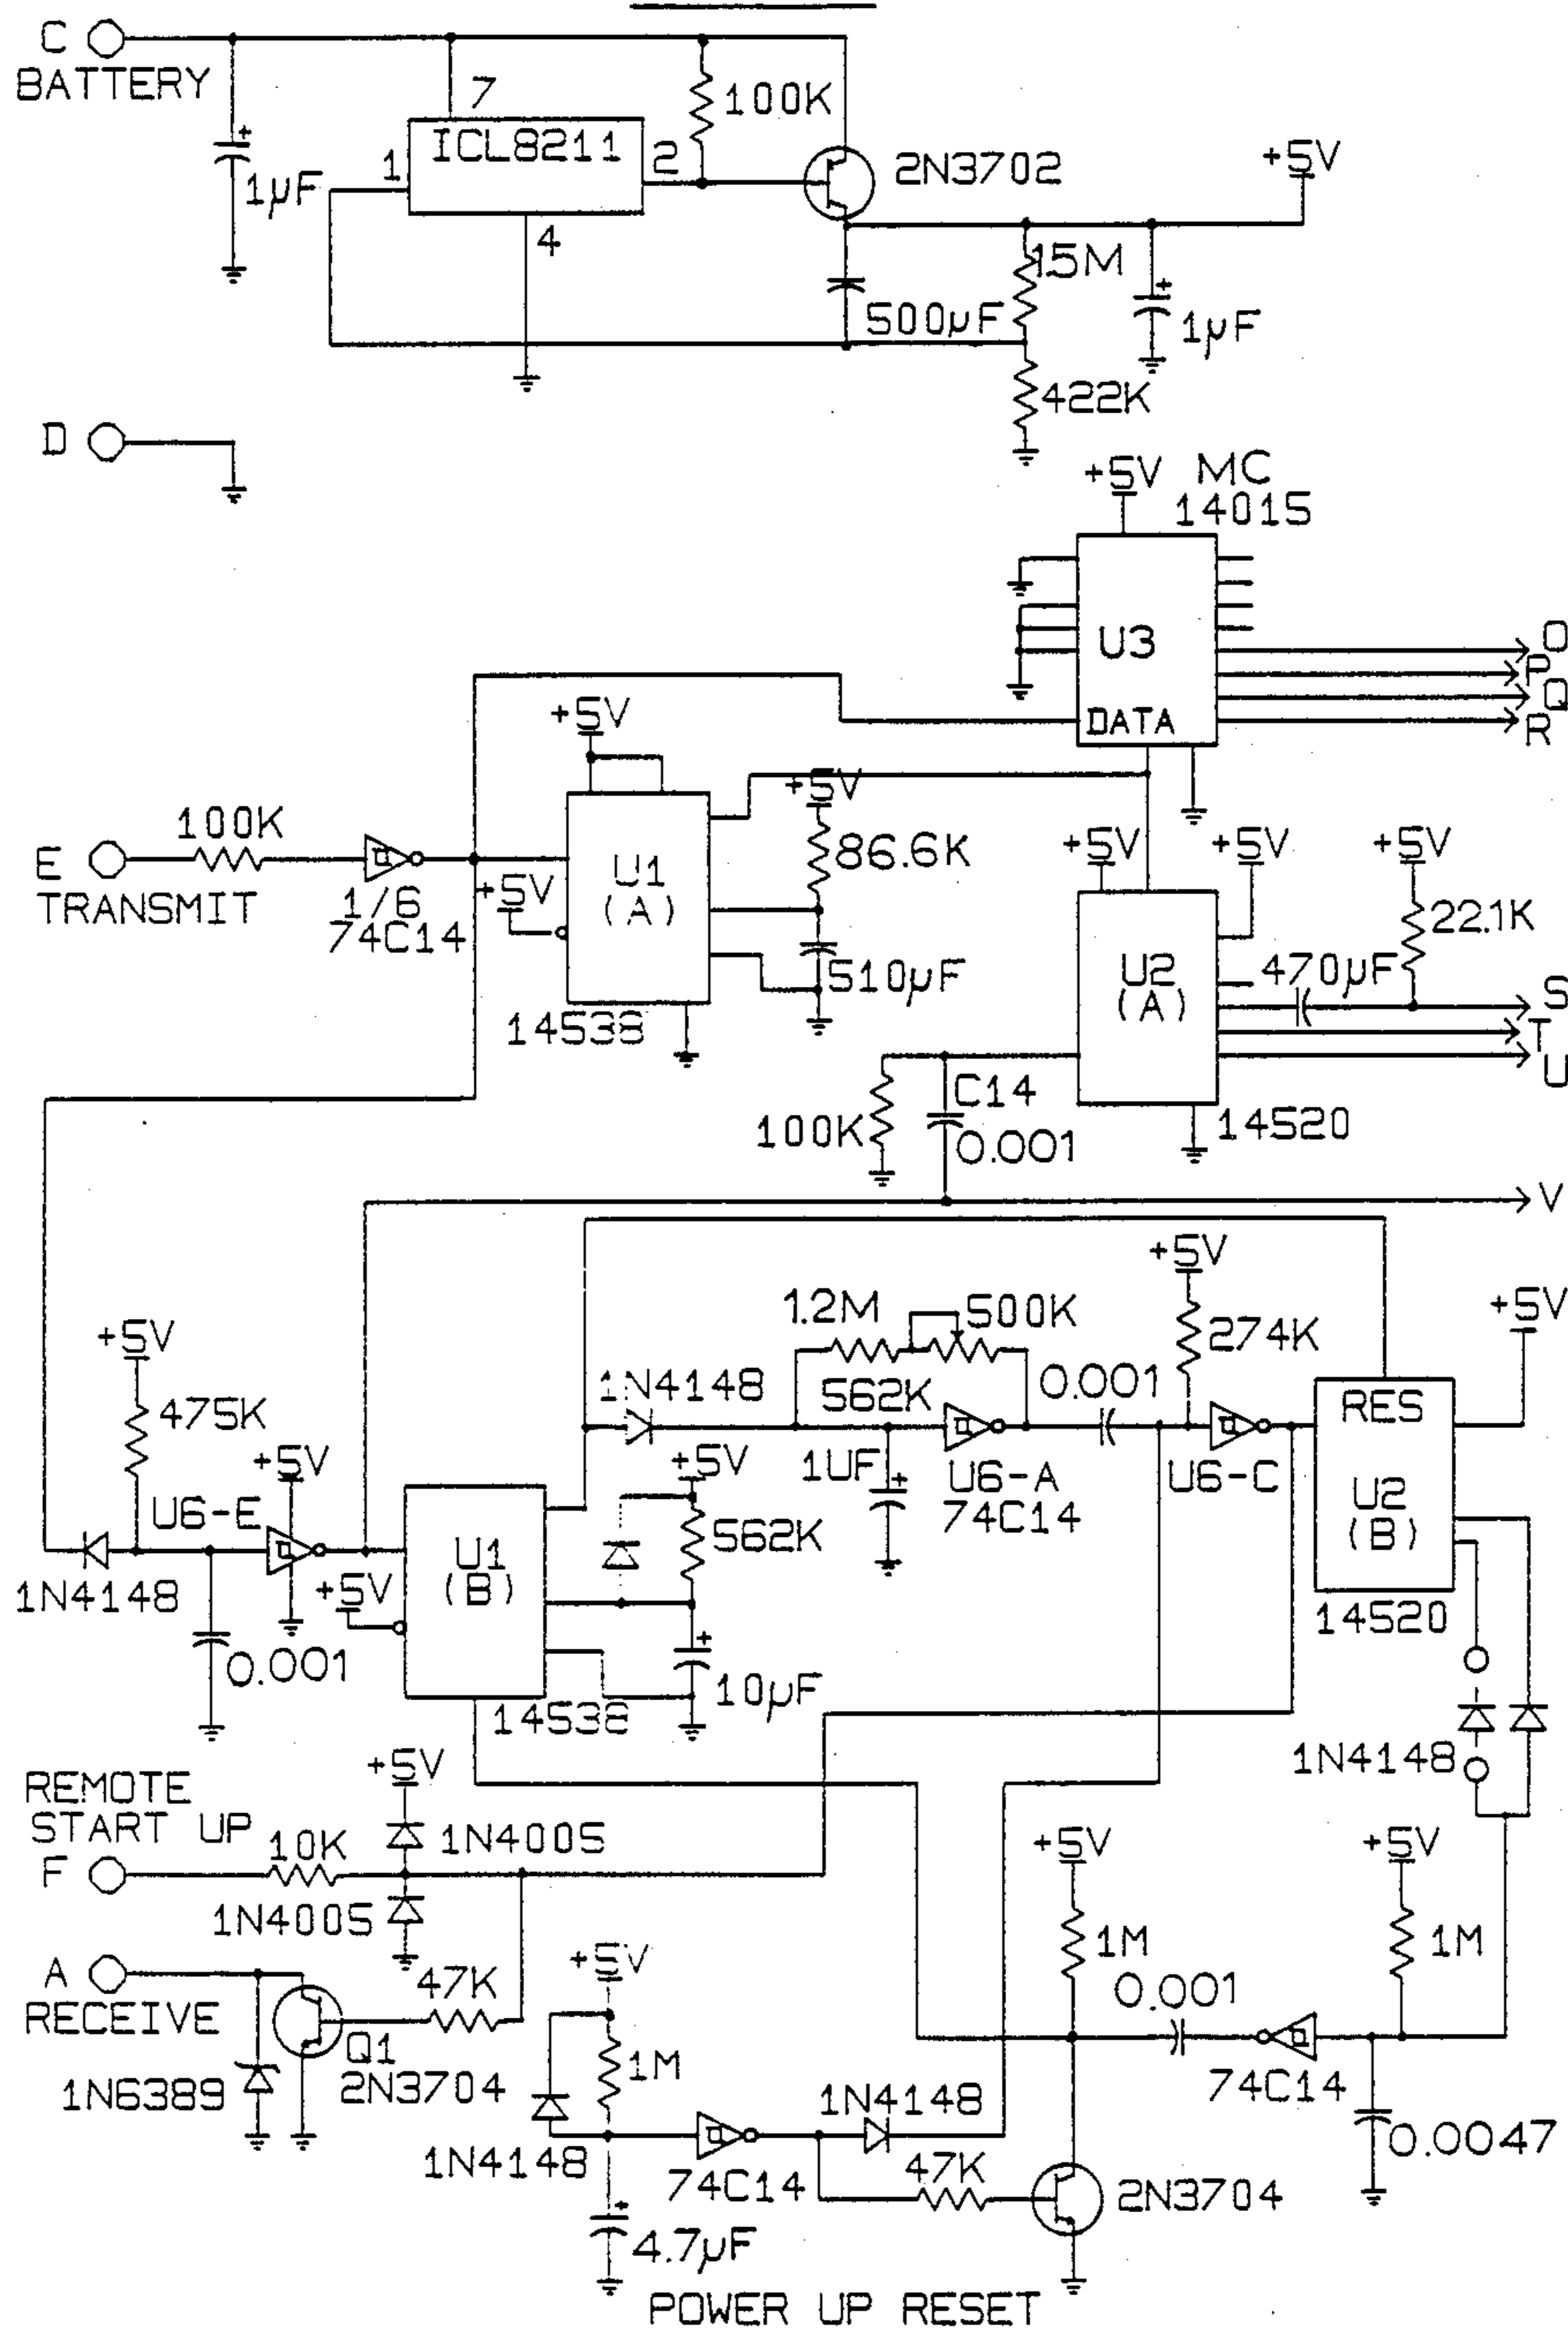 C
BATTERY
1µF
7
ICL8211
1
2
4
100K
2N3702
+5V
500µF
1.5M
1µF
422K
D
+5V
MC
14015
U3
DATA
O
P
Q
R
+5V
E
TRANSMIT
100K
1/6
74C14
+5V
U1
(A)
14538
+5V
86.6K
510µF
+5V
+5V
U2
(A)
14520
+5V
22.1K
470µF
S
T
U
100K
C14
0.001
V
+5V
475K
U6-E
+5V
1N4148
0.001
+5V
U1
(B)
14538
1N4148
1.2M
500K
562K
1UF
U6-A
74C14
+5V
562K
10µF
0.001
+5V
274K
U6-C
RES
U2
(B)
14520
+5V
1N4148
REMOTE
START UP
F
10K
+5V
1N4005
1N4005
A
RECEIVE
1N6389
Q1
2N3704
47K
+5V
1M
1N4148
4.7µF
74C14
1N4148
47K
2N3704
+5V
1M
0.001
74C14
+5V
1M
0.0047
POWER UP RESET